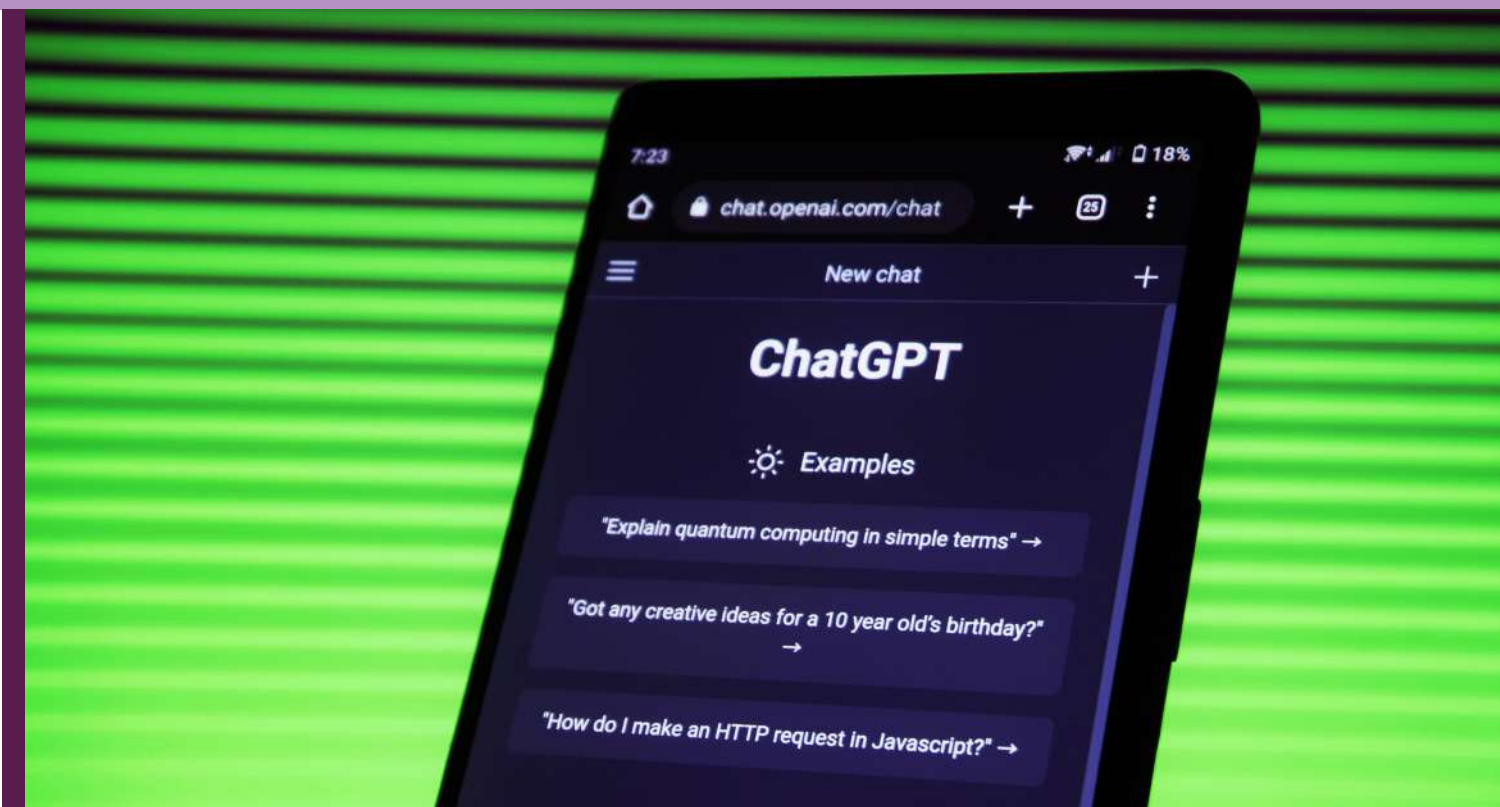 7:23
18%
chat.openai.com/chat
25
New chat
ChatGPT
Examples
"Explain quantum computing in simple terms" →
"Got any creative ideas for a 10 year old's birthday?"
→
"How do I make an HTTP request in Javascript?" →